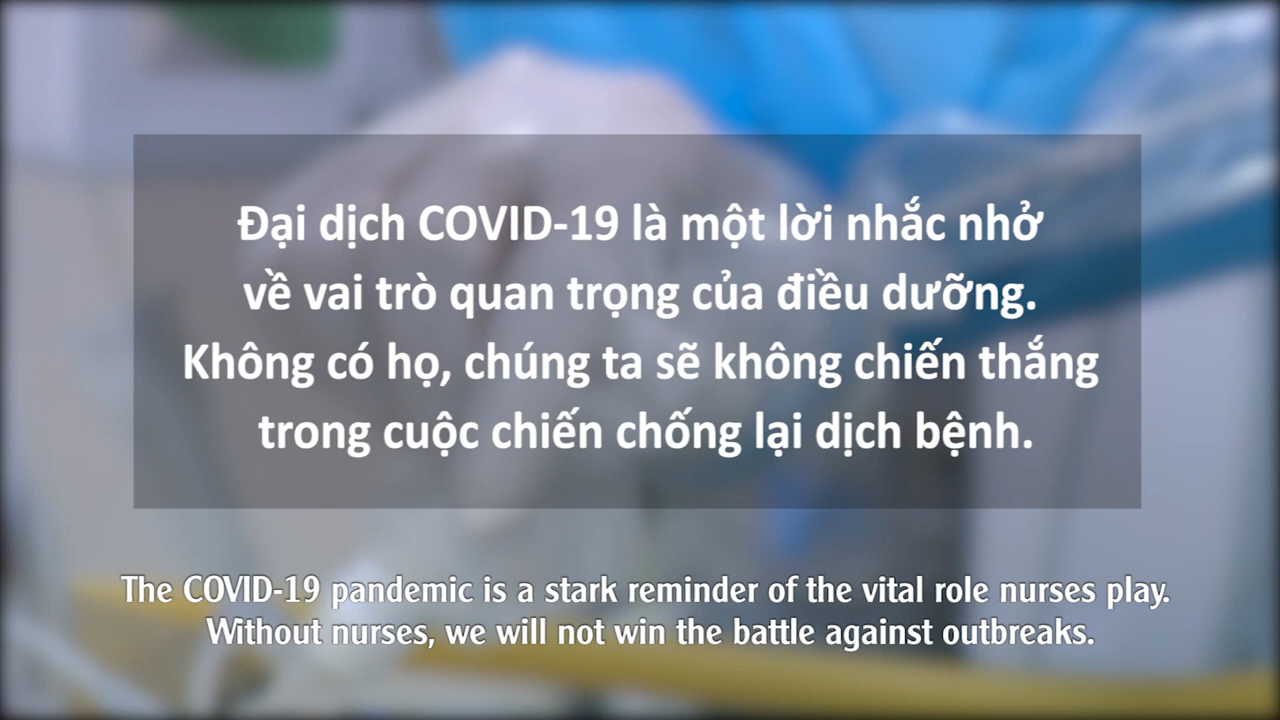 Đại dịch COVID-19 là một lời nhắc nhở
về vai trò quan trọng của điều dưỡng.
Không có họ, chúng ta sẽ không chiến thắng
trong cuộc chiến chống lại dịch bệnh.
The COVID-19 pandemic is a stark reminder of the vital role nurses play.
Without nurses, we will not win the battle against outbreaks.